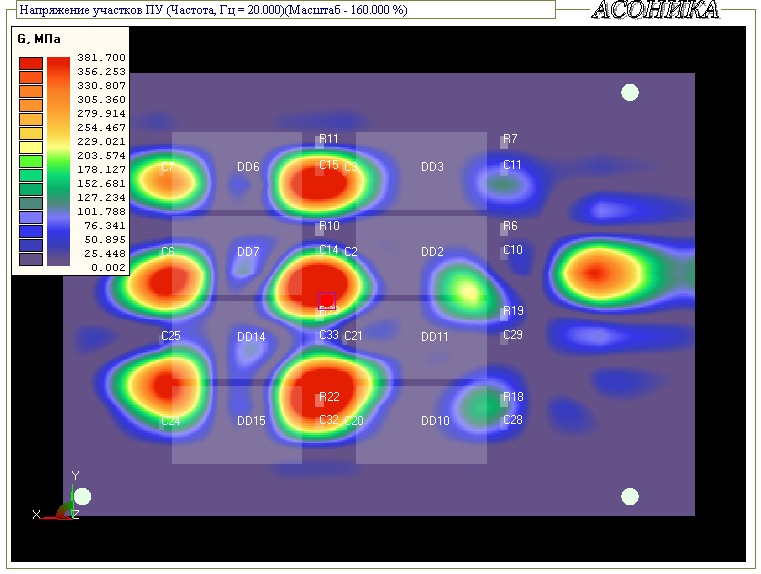 Напряжение участков ПУ (Частота, Гц = 20.000)(Масштаб - 160.000 %)
АСОНИКА
G, МПа
381.700
356.253
330.807
305.360
279.914
254.467
229.021
203.574
178.127
152.681
127.234
101.788
76.341
50.895
25.448
0.002
R11 R7
C7 DD6 C15 C3 DD3 C11
R10 R6
C6 DD7 C14 C2 DD2 C10
R19
C25 DD14 C33 C21 DD11 C29
R22 R18
C24 DD15 C32 C20 DD10 C28
Y
X Z